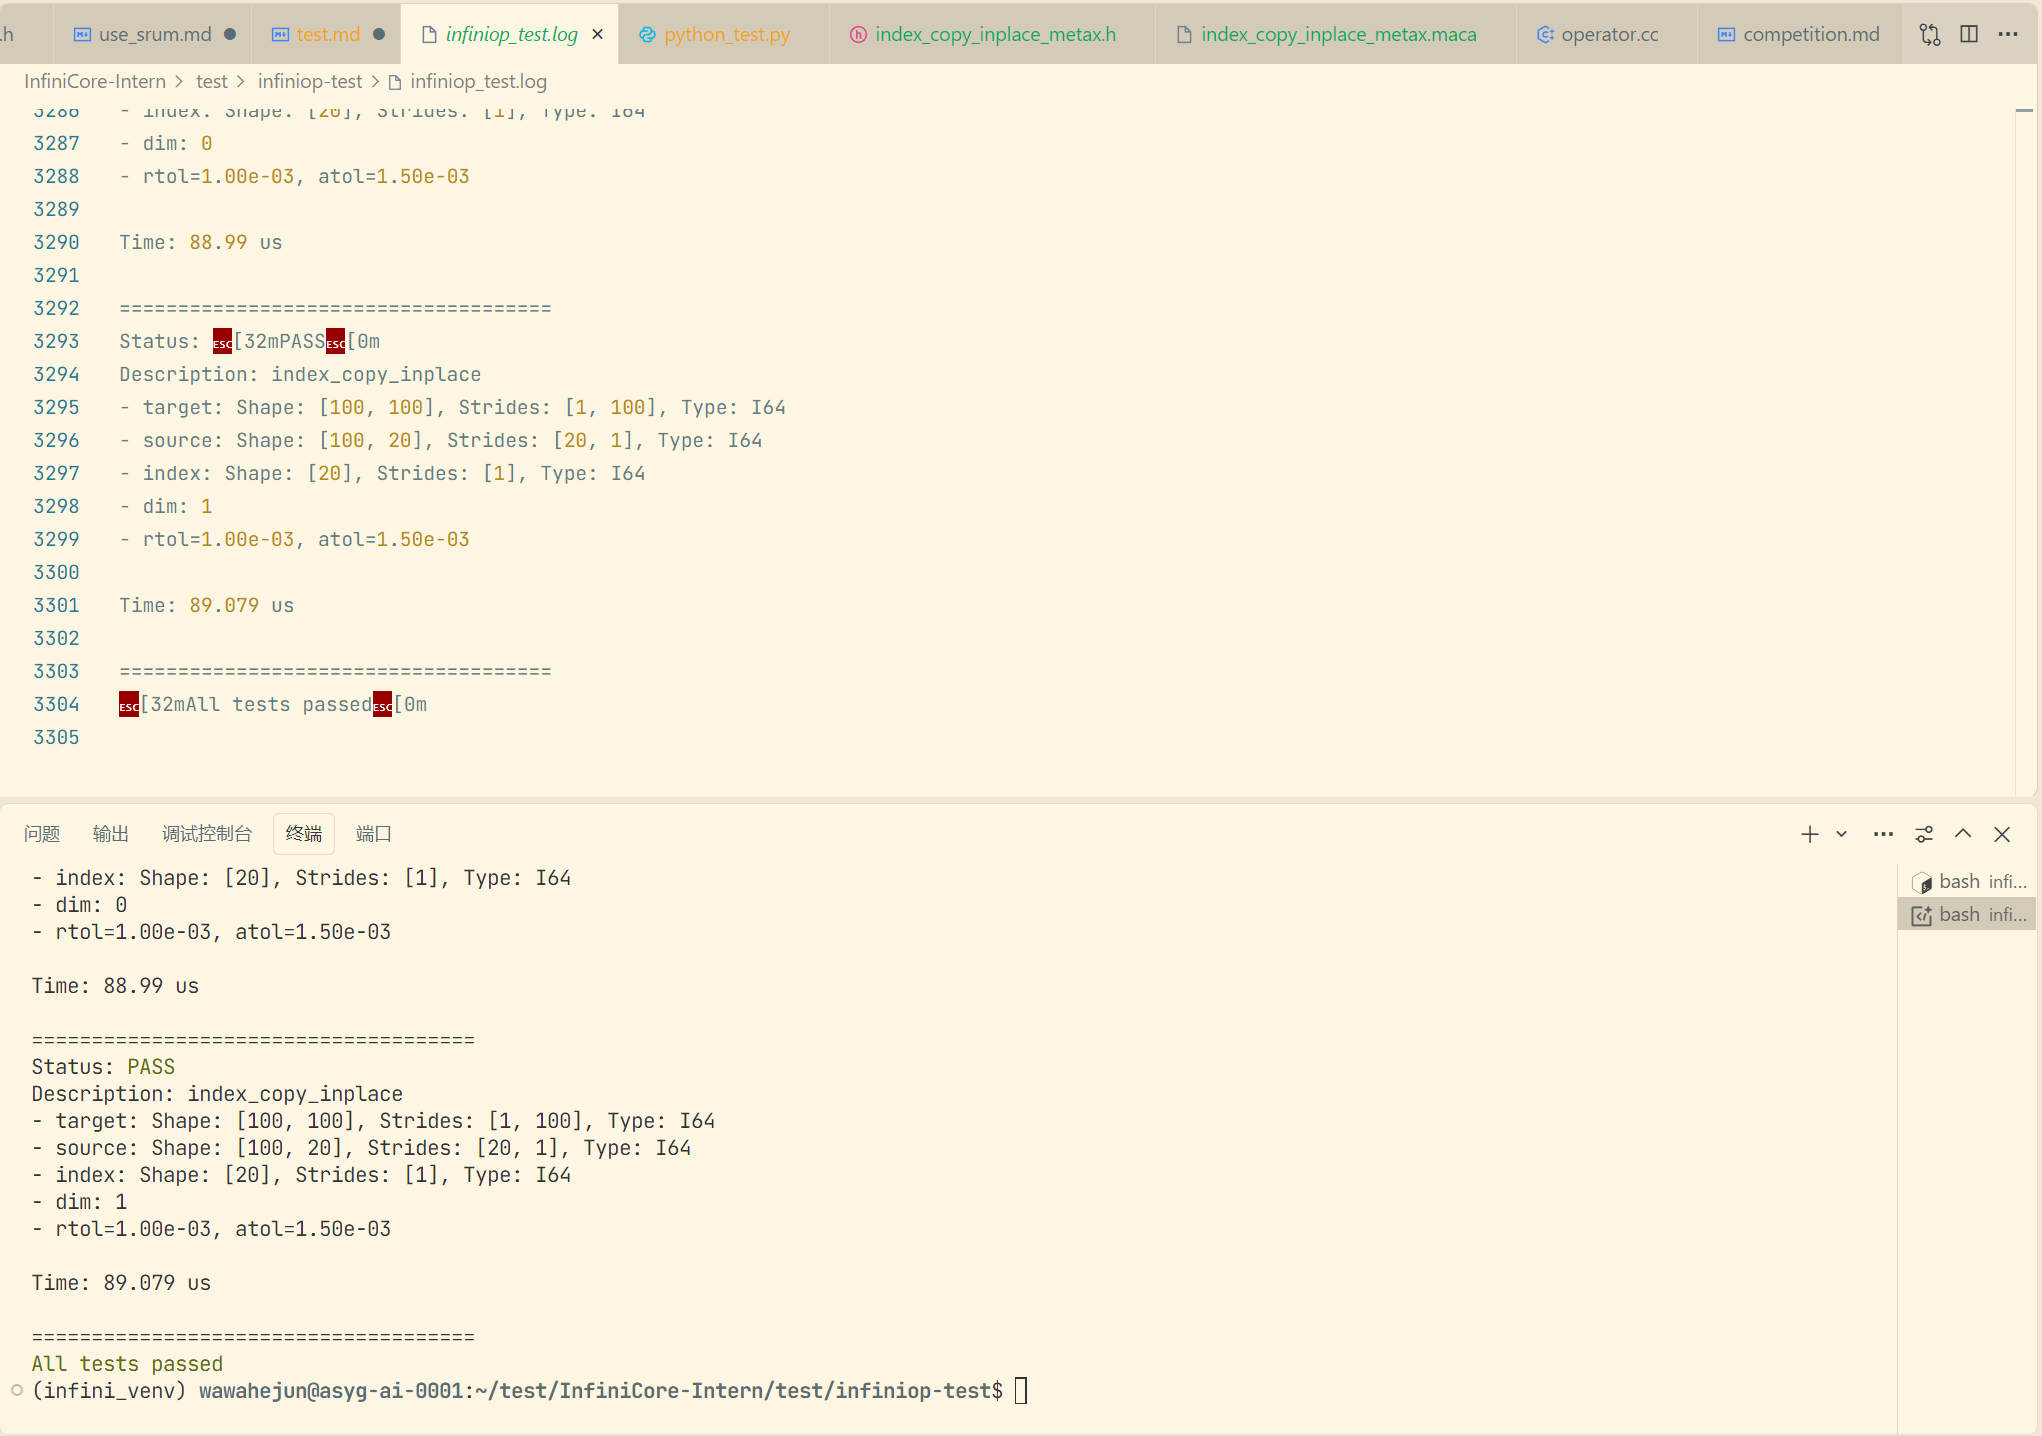 .h use_srum.md test.md infiniop_test.log python_test.py index_copy_inplace_metax.h index_copy_inplace_metax.maca operator.cc competition.md
InfiniCore-Intern > test > infiniop-test > infiniop_test.log
3286 - index: Shape: [20], Strides: [1], Type: I64
3287 - dim: 0
3288 - rtol=1.00e-03, atol=1.50e-03
3289
3290 Time: 88.99 us
3291
3292 =====================================
3293 Status: ESC[32mPASSESC[0m
3294 Description: index_copy_inplace
3295 - target: Shape: [100, 100], Strides: [1, 100], Type: I64
3296 - source: Shape: [100, 20], Strides: [20, 1], Type: I64
3297 - index: Shape: [20], Strides: [1], Type: I64
3298 - dim: 1
3299 - rtol=1.00e-03, atol=1.50e-03
3300
3301 Time: 89.079 us
3302
3303 =====================================
3304 ESC[32mAll tests passedESC[0m
3305
问题 输出 调试控制台 终端 端口
- index: Shape: [20], Strides: [1], Type: I64
- dim: 0
- rtol=1.00e-03, atol=1.50e-03
Time: 88.99 us
=====================================
Status: PASS
Description: index_copy_inplace
- target: Shape: [100, 100], Strides: [1, 100], Type: I64
- source: Shape: [100, 20], Strides: [20, 1], Type: I64
- index: Shape: [20], Strides: [1], Type: I64
- dim: 1
- rtol=1.00e-03, atol=1.50e-03
Time: 89.079 us
=====================================
All tests passed
(infini_venv) wawahejun@asyg-ai-0001:~/test/InfiniCore-Intern/test/infiniop-test$
bash infi...
bash infi...